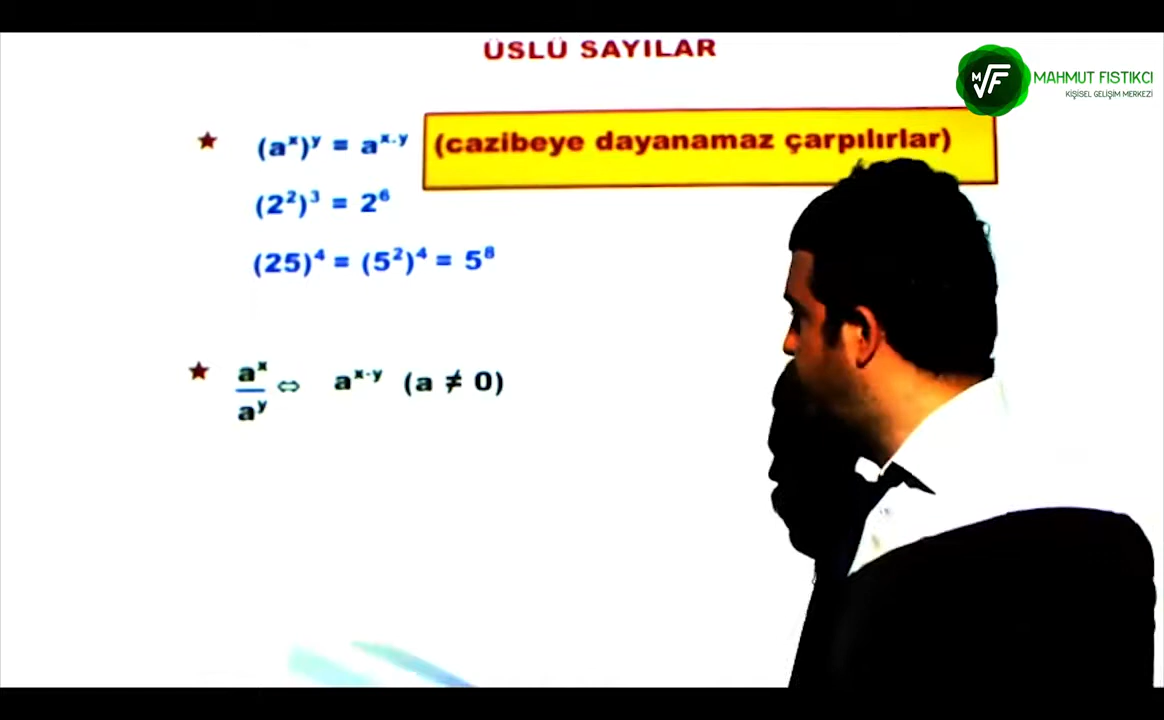 ÜSLÜ SAYILAR
MAHMUT FISTIKCI
KİŞİSEL GELİŞİM MERKEZİ
MVF
★ (aˣ)ʸ = aˣ·ʸ (cazibeye dayanamaz çarpılırlar)
(2²)³ = 2⁶
(25)⁴ = (5²)⁴ = 5⁸
★ aˣ/aʸ ⇔ aˣ⁻ʸ (a ≠ 0)